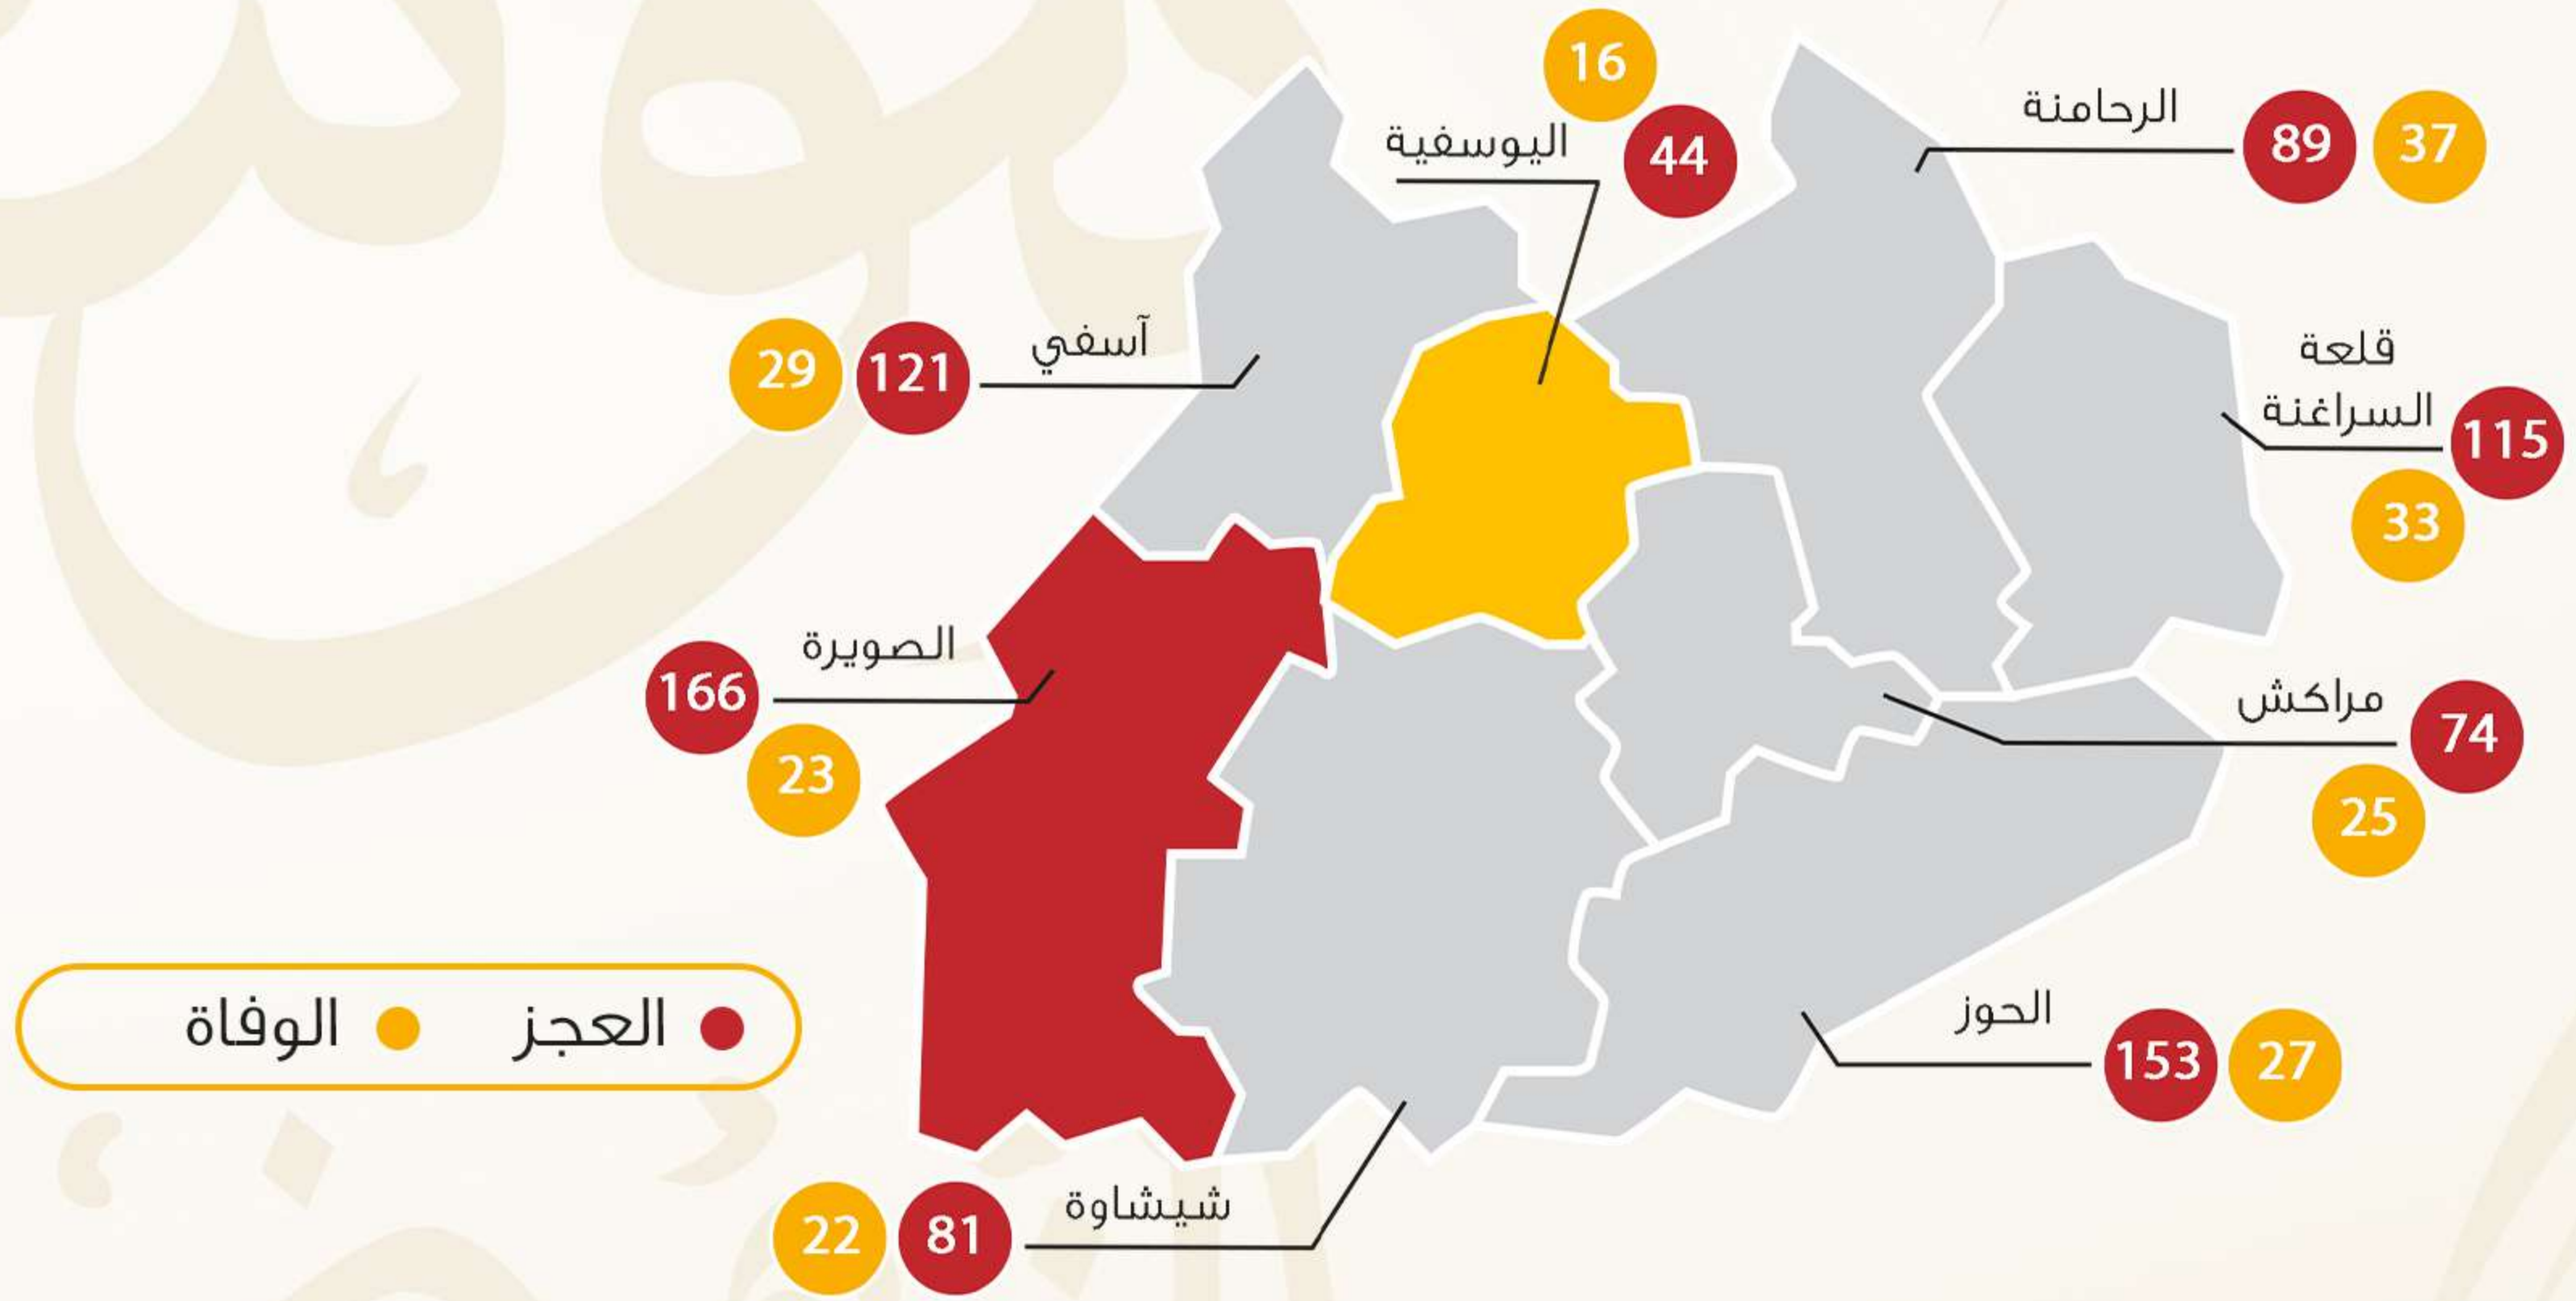 16
اليوسفية
44
الرحامنة
89 37
قلعة
السراغنة
115
33
آسفي
29 121
الصويرة
166
23
مراكش
74
25
العجز
الوفاة
الحوز
153 27
شيشاوة
22 81